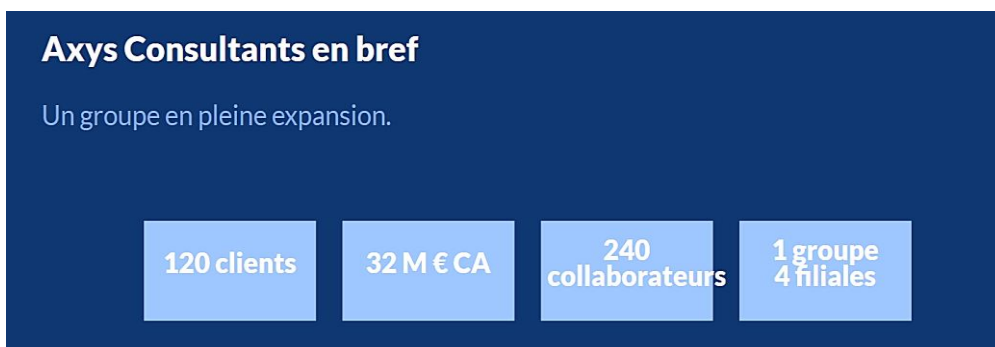 Axys Consultants en bref
Un groupe en pleine expansion.
120 clients
32 M € CA
240
collaborateurs
1 groupe
4 filiales